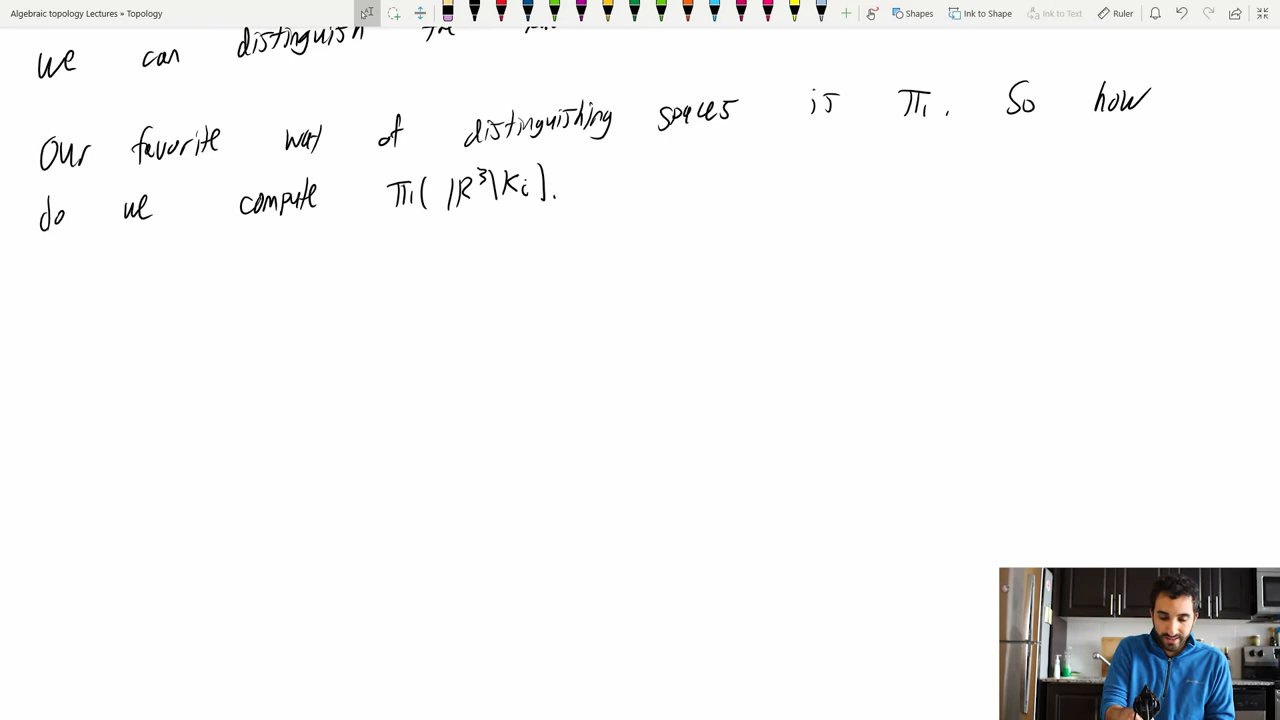 Algebraic topology Lectures – Topology
Shapes Ink to Shape Ink to Text Ruler
we can distinguish the
Our favorite way of distinguishing spaces is π₁. So how
do we compute π₁( ℝ³\Kᵢ).